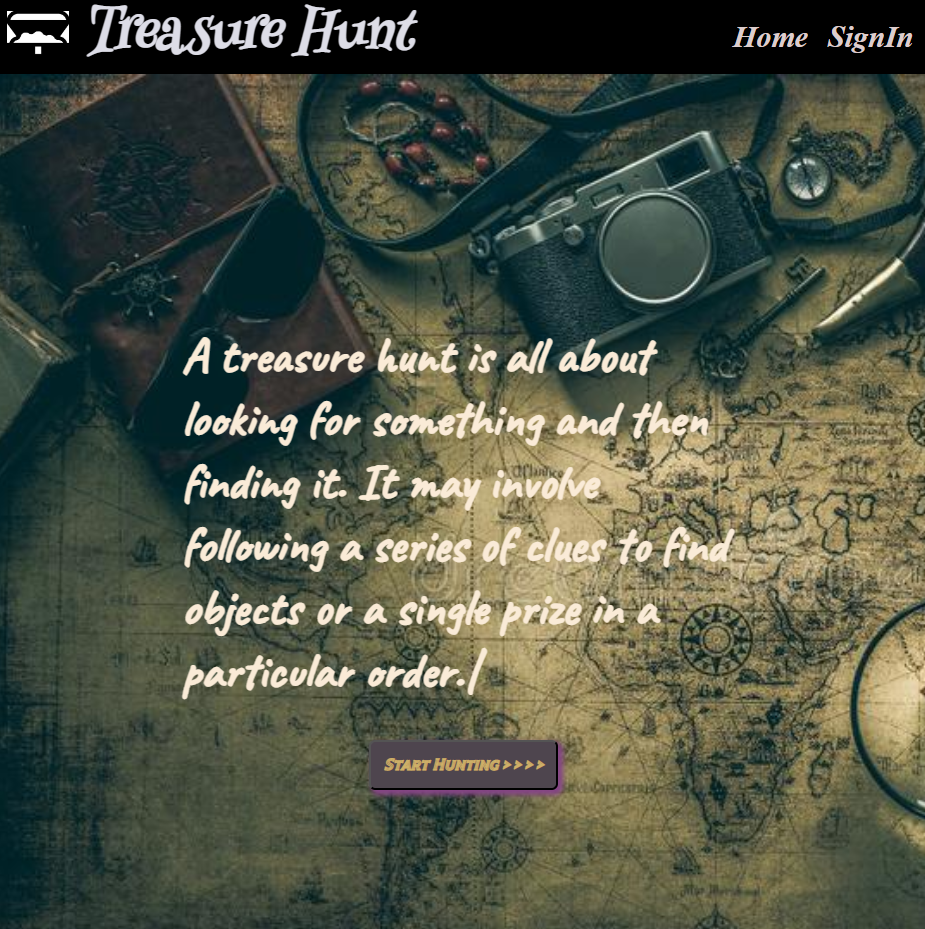 Treasure Hunt
Home SignIn
A treasure hunt is all about
looking for something and then
finding it. It may involve
following a series of clues to find
objects or a single prize in a
particular order.|
Start Hunting >>>>